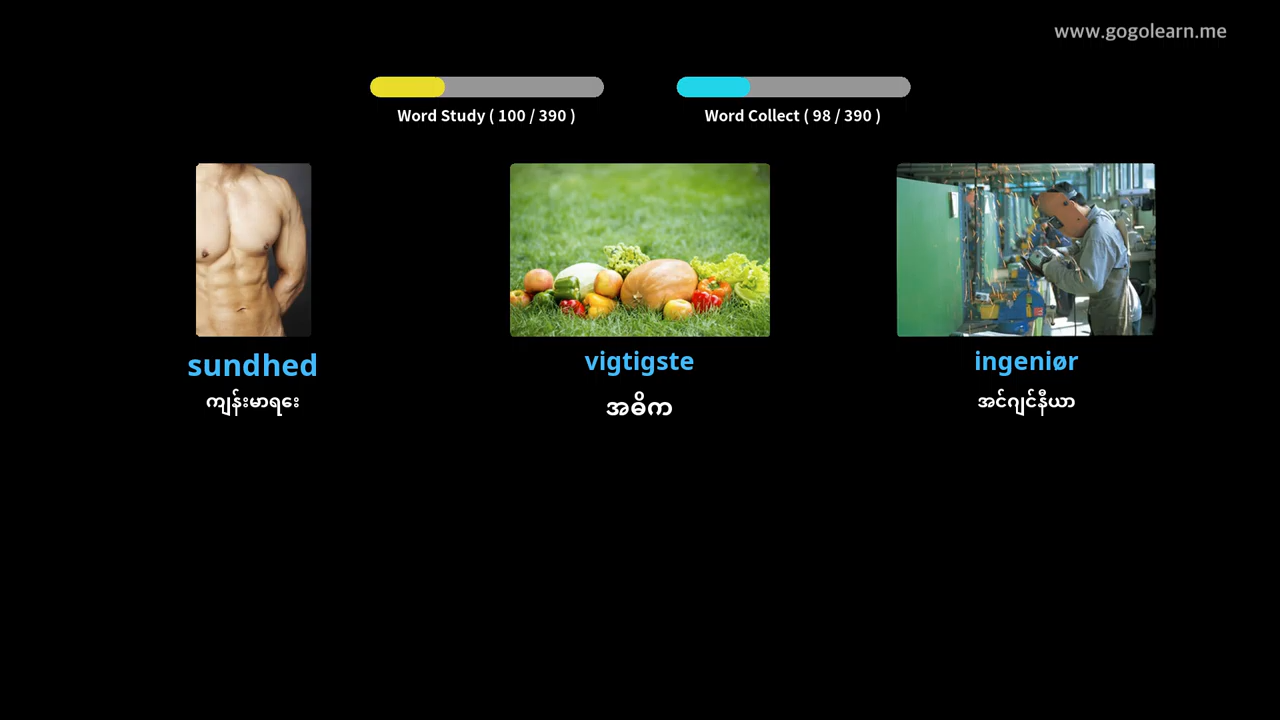 www.gogolearn.me
Word Study ( 100 / 390 )
Word Collect ( 98 / 390 )
sundhed
vigtigste
ingeniør
ကျန်းမာရေး
အဓိက
အင်ဂျင်နီယာ